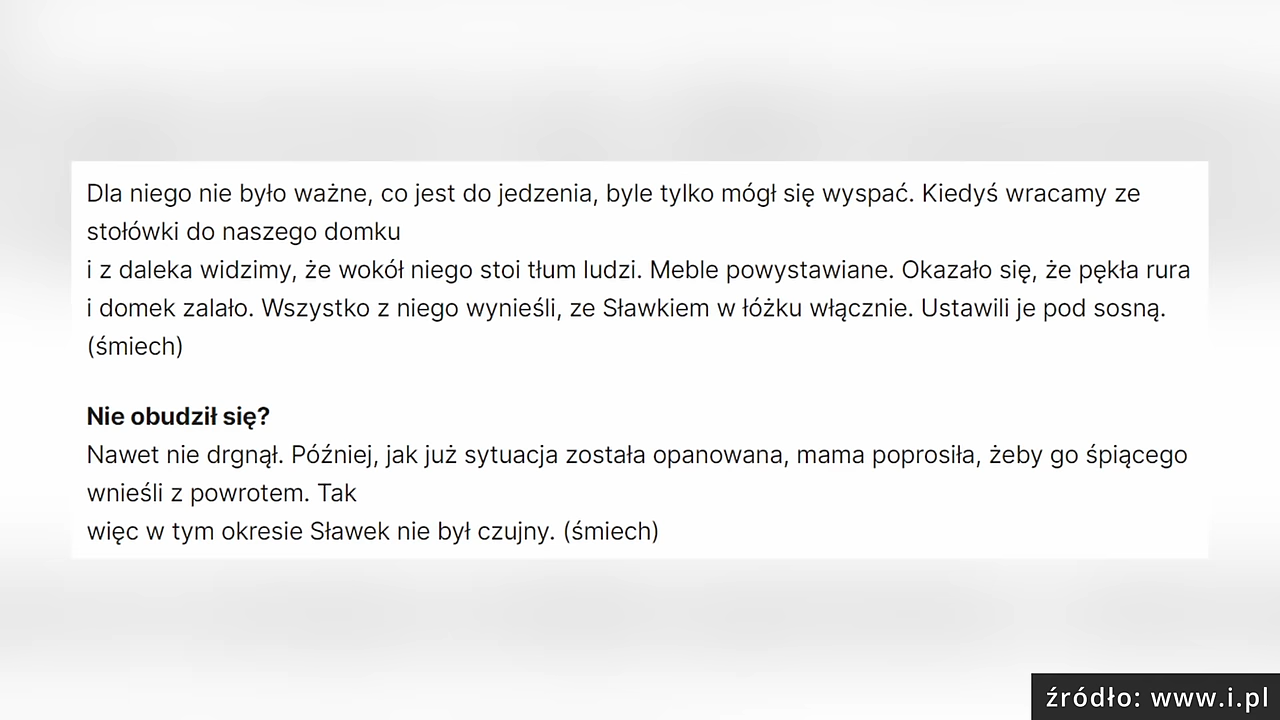 Dla niego nie było ważne, co jest do jedzenia, byle tylko mógł się wyspać. Kiedyś wracamy ze
stołówki do naszego domku
i z daleka widzimy, że wokół niego stoi tłum ludzi. Meble powystawiane. Okazało się, że pękła rura
i domek zalało. Wszystko z niego wynieśli, ze Sławkiem w łóżku włącznie. Ustawili je pod sosną.
(śmiech)
Nie obudził się?
Nawet nie drgnął. Później, jak już sytuacja została opanowana, mama poprosiła, żeby go śpiącego
wnieśli z powrotem. Tak
więc w tym okresie Sławek nie był czujny. (śmiech)
źródło: www.i.pl